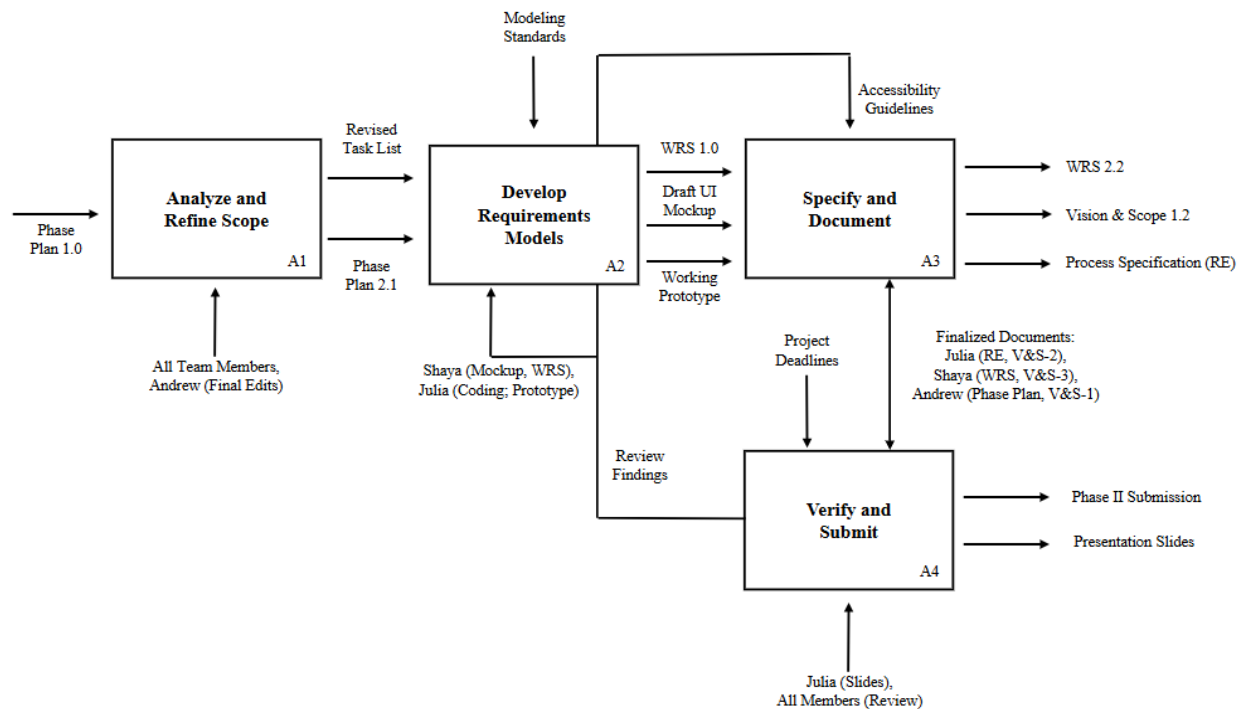 Modeling
Standards
Accessibility
Guidelines
Revised
Task List
WRS 1.0
Draft UI
Mockup
Working
Prototype
Phase
Plan 1.0
Analyze and
Refine Scope
A1
Phase
Plan 2.1
Develop
Requirements
Models
A2
Specify and
Document
A3
WRS 2.2
Vision & Scope 1.2
Process Specification (RE)
All Team Members,
Andrew (Final Edits)
Shaya (Mockup, WRS),
Julia (Coding; Prototype)
Project
Deadlines
Finalized Documents:
Julia (RE, V&S-2),
Shaya (WRS, V&S-3),
Andrew (Phase Plan, V&S-1)
Review
Findings
Verify and
Submit
A4
Phase II Submission
Presentation Slides
Julia (Slides),
All Members (Review)